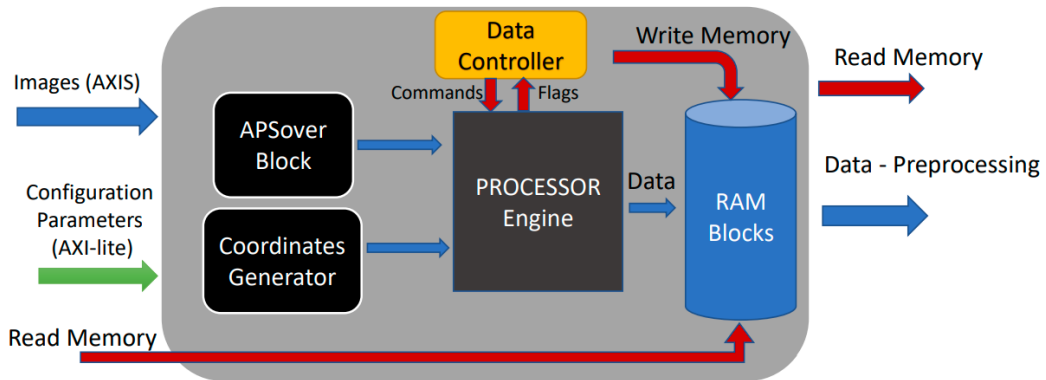 Data
Controller
Write Memory
Read Memory
Images (AXIS)
Commands
Flags
APSover
Block
PROCESSOR
Engine
Data
RAM
Blocks
Data - Preprocessing
Configuration
Parameters
(AXI-lite)
Coordinates
Generator
Read Memory